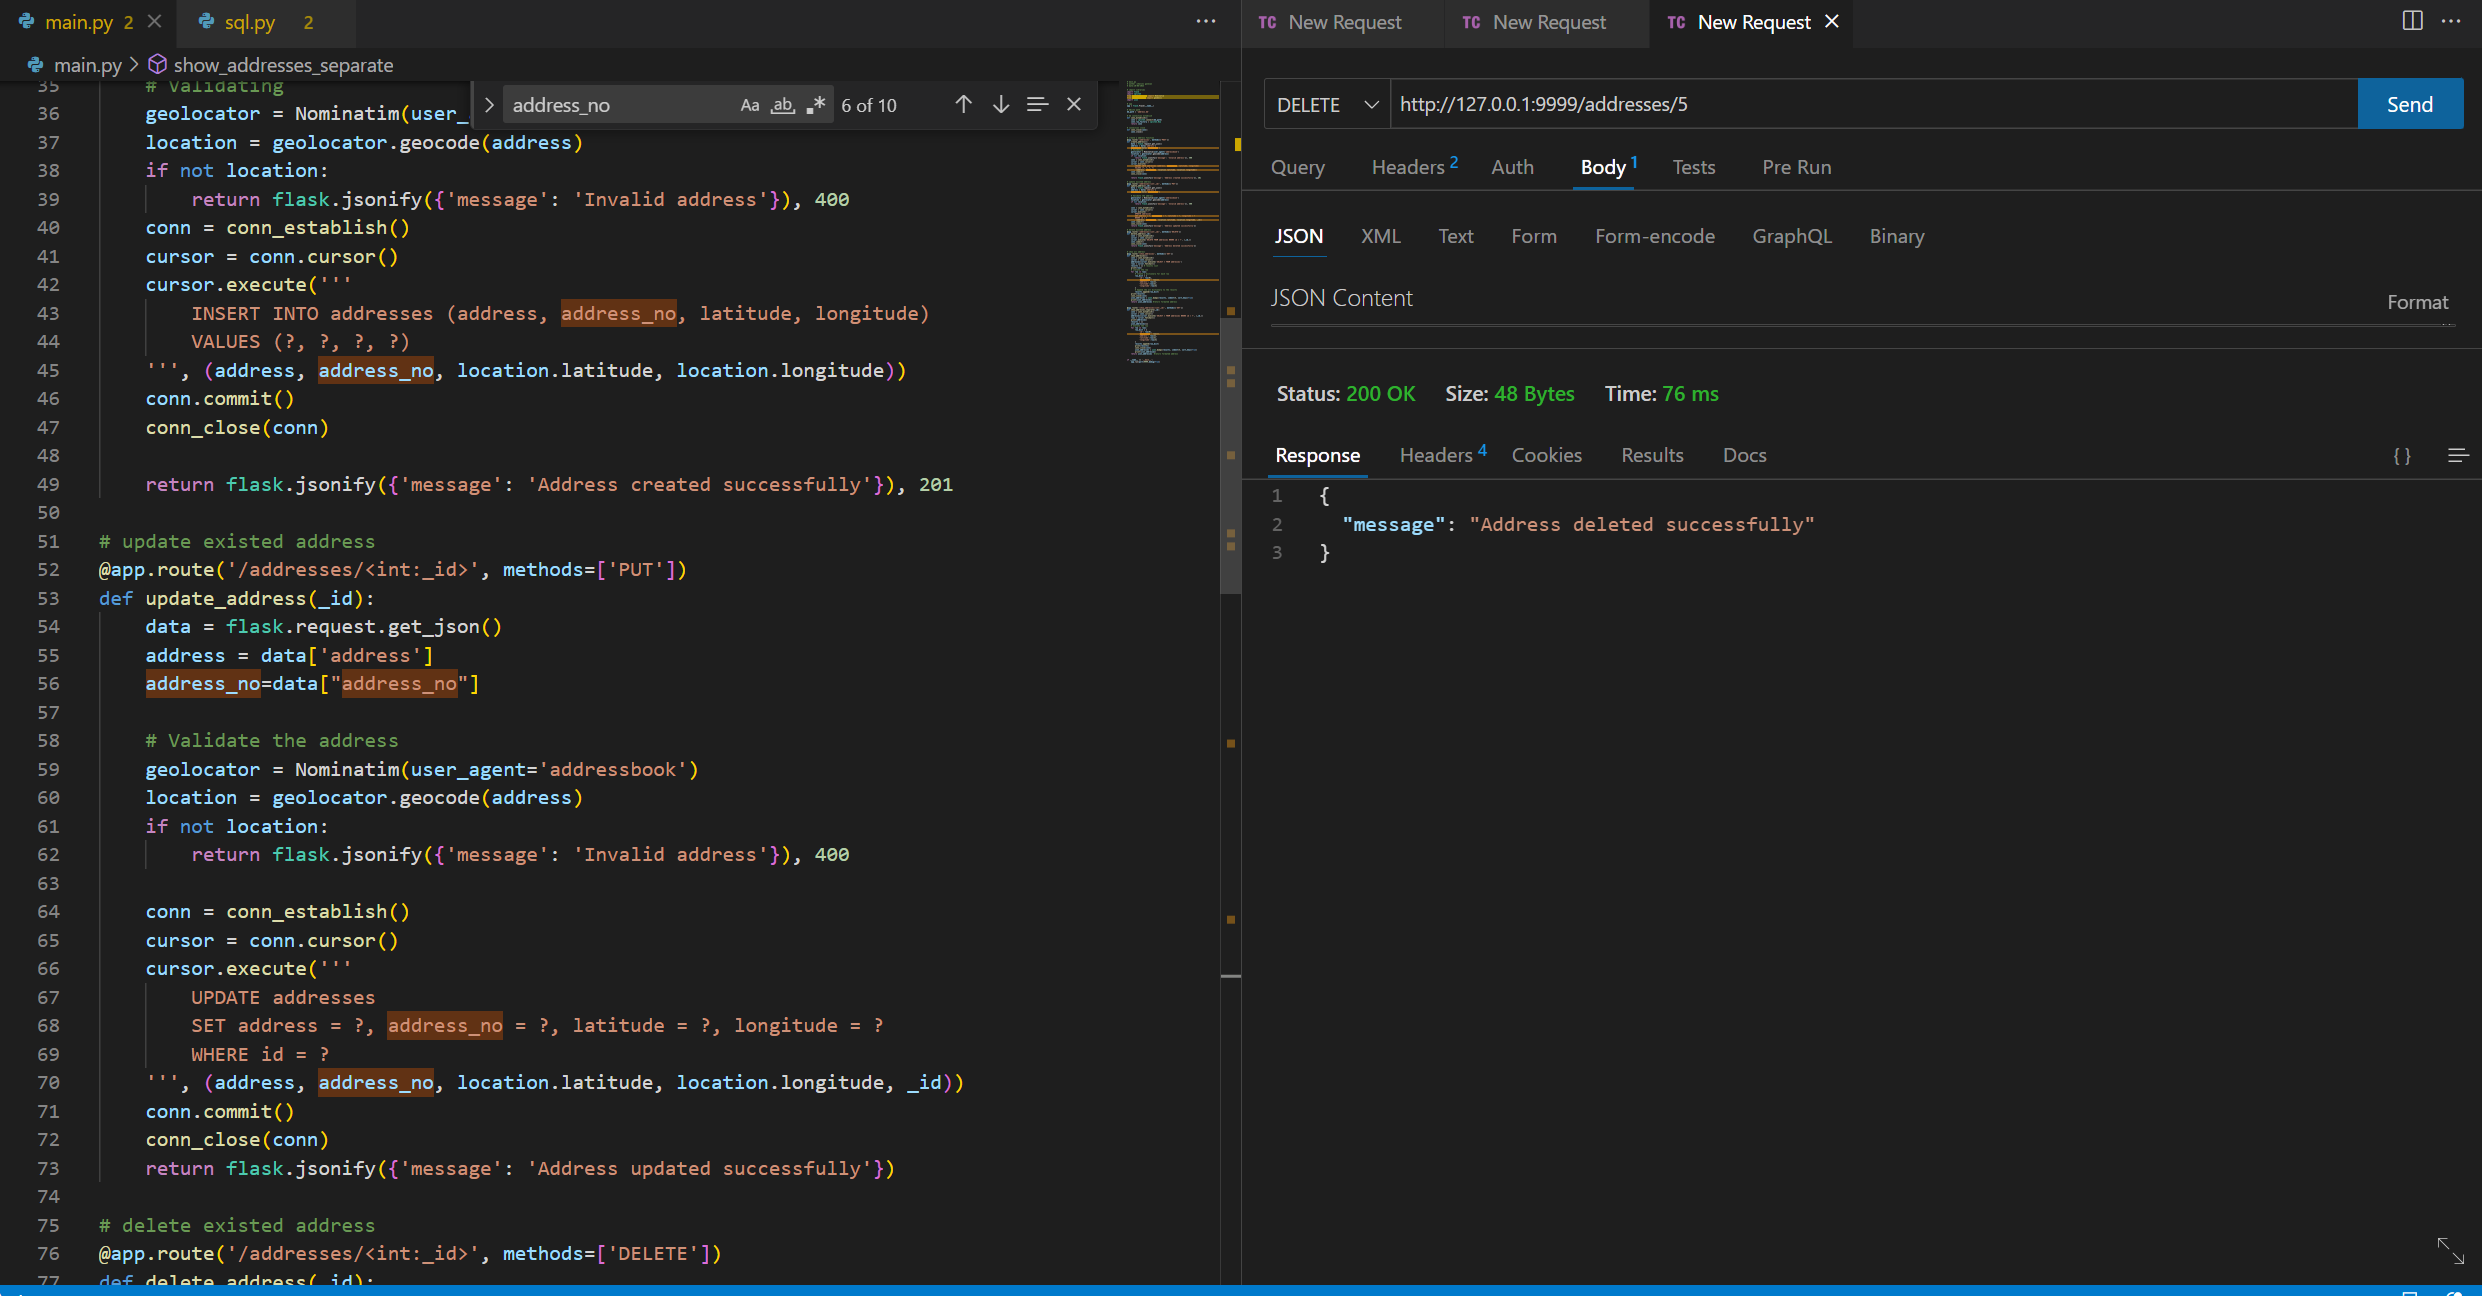 main.py 2
sql.py 2
main.py > show_addresses_separate
address_no Aa ab .* 6 of 10
35 # Validating
36 geolocator = Nominatim(user_
37 location = geolocator.geocode(address)
38 if not location:
39 return flask.jsonify({'message': 'Invalid address'}), 400
40 conn = conn_establish()
41 cursor = conn.cursor()
42 cursor.execute('''
43 INSERT INTO addresses (address, address_no, latitude, longitude)
44 VALUES (?, ?, ?, ?)
45 ''', (address, address_no, location.latitude, location.longitude))
46 conn.commit()
47 conn_close(conn)
48
49 return flask.jsonify({'message': 'Address created successfully'}), 201
50
51 # update existed address
52 @app.route('/addresses/<int:_id>', methods=['PUT'])
53 def update_address(_id):
54 data = flask.request.get_json()
55 address = data['address']
56 address_no=data["address_no"]
57
58 # Validate the address
59 geolocator = Nominatim(user_agent='addressbook')
60 location = geolocator.geocode(address)
61 if not location:
62 return flask.jsonify({'message': 'Invalid address'}), 400
63
64 conn = conn_establish()
65 cursor = conn.cursor()
66 cursor.execute('''
67 UPDATE addresses
68 SET address = ?, address_no = ?, latitude = ?, longitude = ?
69 WHERE id = ?
70 ''', (address, address_no, location.latitude, location.longitude, _id))
71 conn.commit()
72 conn_close(conn)
73 return flask.jsonify({'message': 'Address updated successfully'})
74
75 # delete existed address
76 @app.route('/addresses/<int:_id>', methods=['DELETE'])
77 def delete_address(_id):
TC New Request
TC New Request
TC New Request
DELETE http://127.0.0.1:9999/addresses/5 Send
Query Headers 2 Auth Body 1 Tests Pre Run
JSON XML Text Form Form-encode GraphQL Binary
JSON Content
Format
Status: 200 OK Size: 48 Bytes Time: 76 ms
Response Headers 4 Cookies Results Docs { }
1 {
2 "message": "Address deleted successfully"
3 }